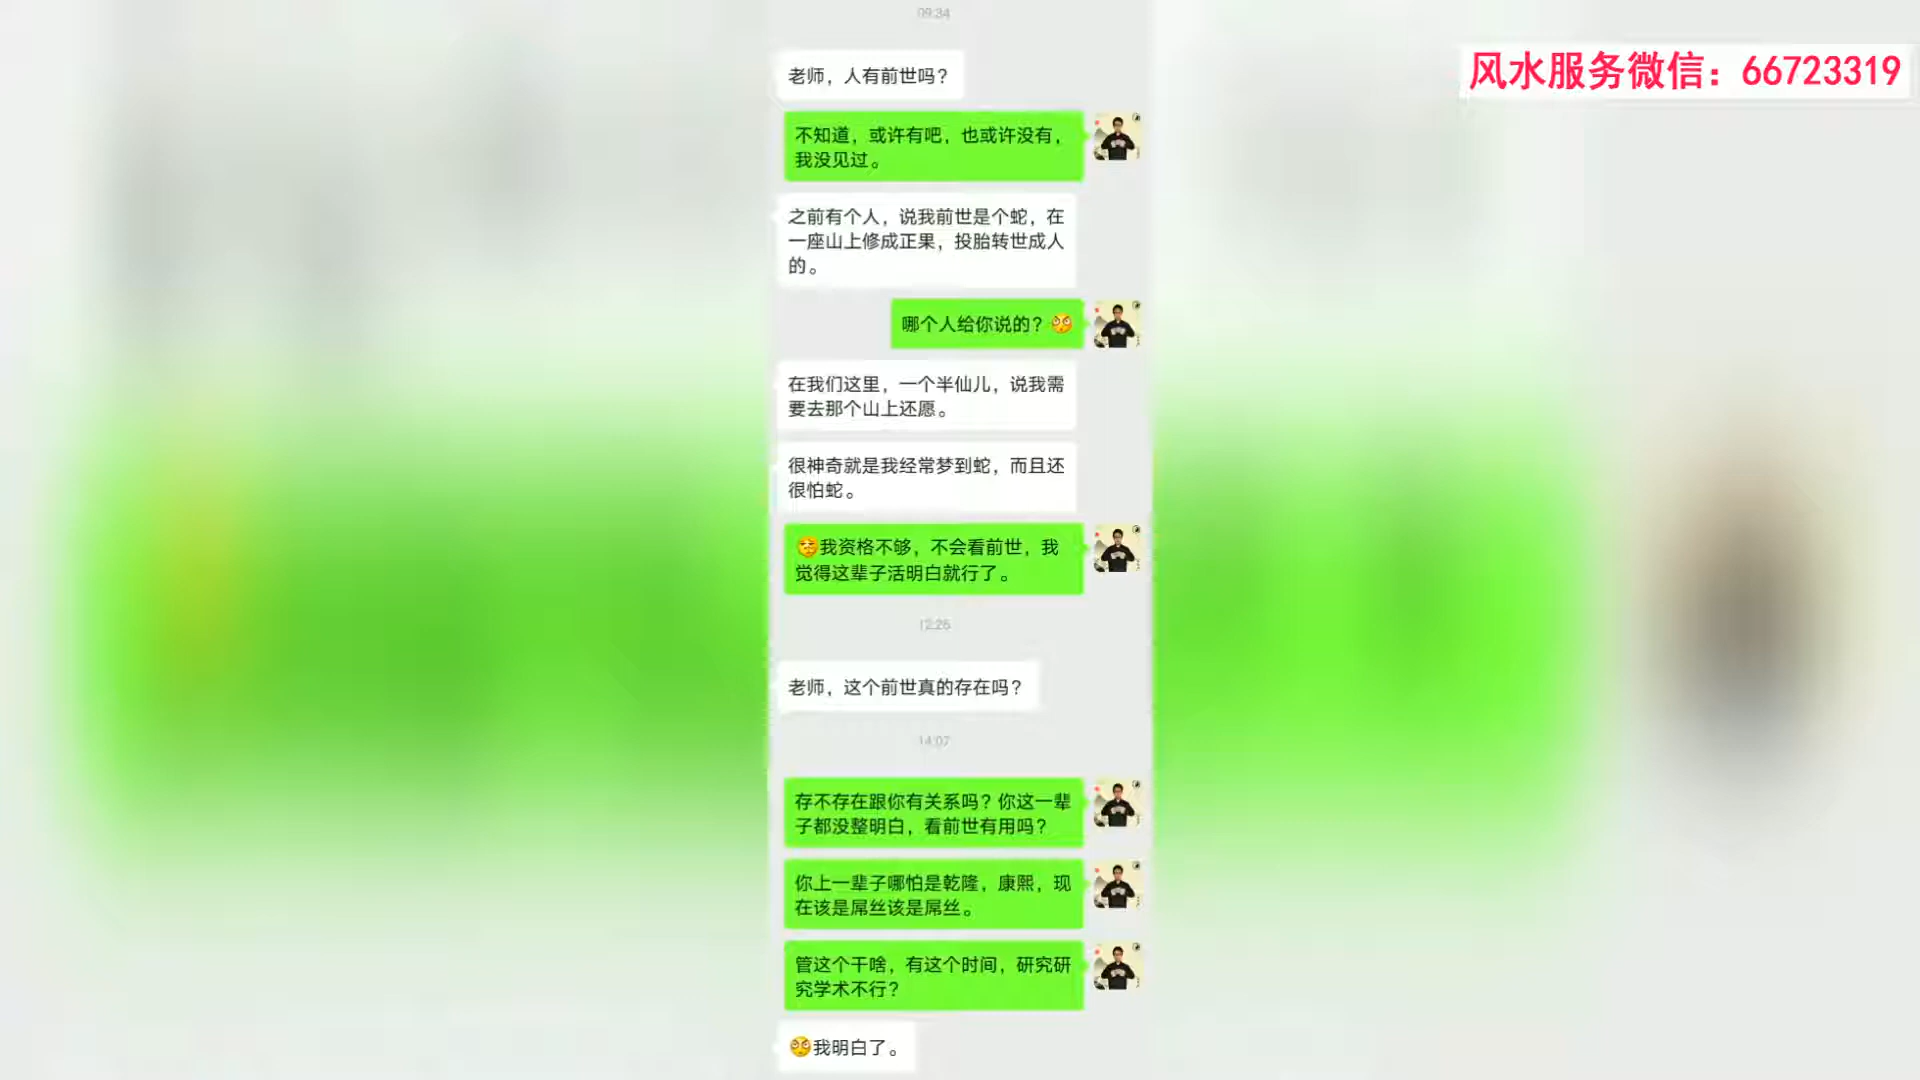 09:34
风水服务微信：66723319
老师，人有前世吗？
不知道，或许有吧，也或许没有，
我没见过。
之前有个人，说我前世是个蛇，在
一座山上修成正果，投胎转世成人
的。
哪个人给你说的？
在我们这里，一个半仙儿，说我需
要去那个山上还愿。
很神奇就是我经常梦到蛇，而且还
很怕蛇。
我资格不够，不会看前世，我
觉得这辈子活明白就行了。
12:26
老师，这个前世真的存在吗？
14:07
存不存在跟你有关系吗？你这一辈
子都没整明白，看前世有用吗？
你上一辈子哪怕是乾隆，康熙，现
在该是屌丝该是屌丝。
管这个干啥，有这个时间，研究研
究学术不行？
我明白了。